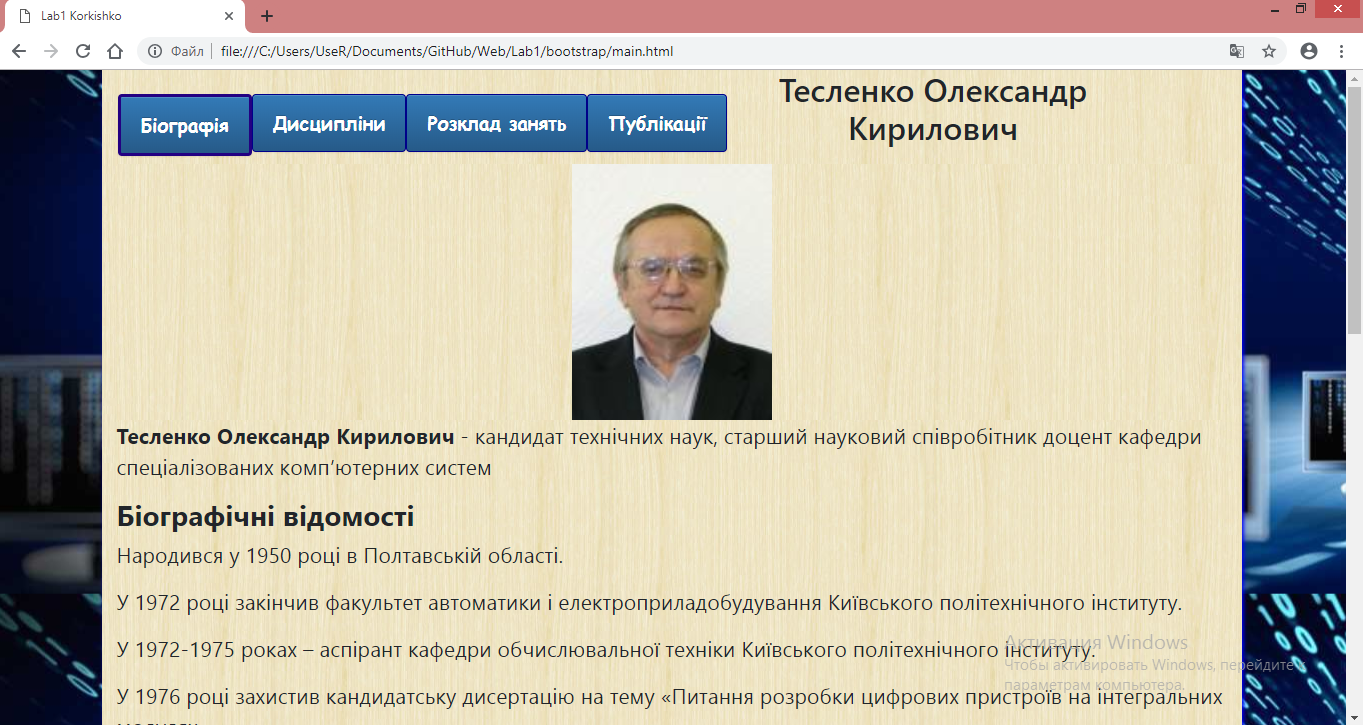 Lab1 Korkishko
Файл
file:///C:/Users/UseR/Documents/GitHub/Web/Lab1/bootstrap/main.html
Біографія
Дисципліни
Розклад занять
Публікації
Тесленко Олександр
Кирилович
Тесленко Олександр Кирилович - кандидат технічних наук, старший науковий співробітник доцент кафедри
спеціалізованих комп’ютерних систем
Біографічні відомості
Народився у 1950 році в Полтавській області.
У 1972 році закінчив факультет автоматики і електроприладобудування Київського політехнічного інституту.
У 1972-1975 роках – аспірант кафедри обчислювальної техніки Київського політехнічного інституту.
У 1976 році захистив кандидатську дисертацію на тему «Питання розробки цифрових пристроїв на інтегральних
Активация Windows
Чтобы активировать Windows, перейдите к
параметрам компьютера.